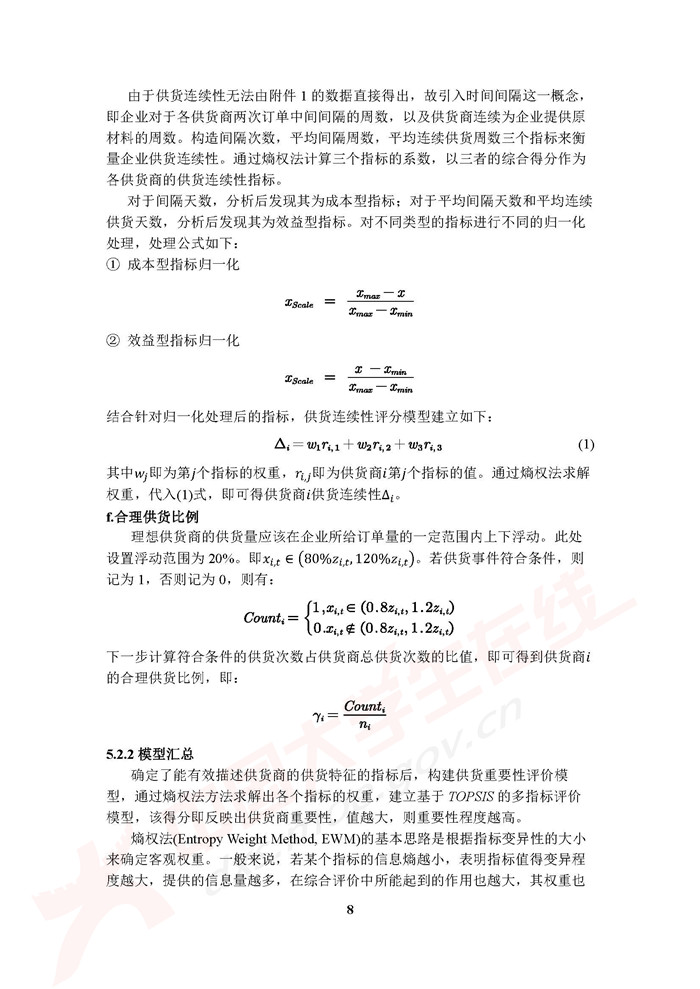 由于供货连续性无法由附件 1 的数据直接得出，故引入时间间隔这一概念，
即企业对于各供货商两次订单中间间隔的周数，以及供货商连续为企业提供原
材料的周数。构造间隔次数，平均间隔周数，平均连续供货周数三个指标来衡
量企业供货连续性。通过熵权法计算三个指标的系数，以三者的综合得分作为
各供货商的供货连续性指标。
对于间隔天数，分析后发现其为成本型指标；对于平均间隔天数和平均连续
供货天数，分析后发现其为效益型指标。对不同类型的指标进行不同的归一化
处理，处理公式如下：
① 成本型指标归一化
x_{Scale} = \frac{x_{max} - x}{x_{max} - x_{min}}
② 效益型指标归一化
x_{Scale} = \frac{x - x_{min}}{x_{max} - x_{min}}
结合针对归一化处理后的指标，供货连续性评分模型建立如下：
Δ_i = w_1 r_{i,1} + w_2 r_{i,2} + w_3 r_{i,3} (1)
其中w_j即为第j个指标的权重，r_{i,j}即为供货商i第j个指标的值。通过熵权法求解
权重，代入(1)式，即可得供货商i供货连续性Δ_i。
f.合理供货比例
理想供货商的供货量应该在企业所给订单量的一定范围内上下浮动。此处
设置浮动范围为 20%。即x_{i,t} ∈ (80%z_{i,t}, 120%z_{i,t})。若供货事件符合条件，则
记为 1，否则记为 0，则有：
Count_i = { 1,x_{i,t} ∈ (0.8z_{i,t}, 1.2z_{i,t})
0.x_{i,t} ∉ (0.8z_{i,t}, 1.2z_{i,t})
下一步计算符合条件的供货次数占供货商总供货次数的比值，即可得到供货商i
的合理供货比例，即：
γ_i = \frac{Count_i}{n_i}
5.2.2 模型汇总
确定了能有效描述供货商的供货特征的指标后，构建供货重要性评价模
型，通过熵权法方法求解出各个指标的权重，建立基于 TOPSIS 的多指标评价
模型，该得分即反映出供货商重要性，值越大，则重要性程度越高。
熵权法(Entropy Weight Method, EWM)的基本思路是根据指标变异性的大小
来确定客观权重。一般来说，若某个指标的信息熵越小，表明指标值得变异程
度越大，提供的信息量越多，在综合评价中所能起到的作用也越大，其权重也
8
中国大学生在线